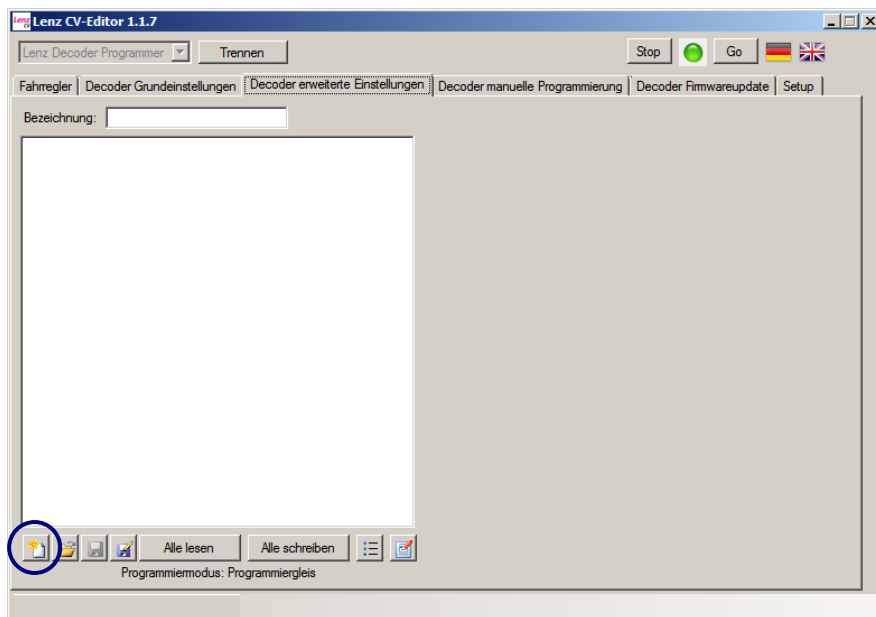 Lenz CV-Editor 1.1.7
Lenz Decoder Programmer Trennen Stop Go
Fahrregler Decoder Grundeinstellungen Decoder erweiterte Einstellungen Decoder manuelle Programmierung Decoder Firmwareupdate Setup
Bezeichnung:
Alle lesen Alle schreiben
Programmiermodus: Programmiergleis